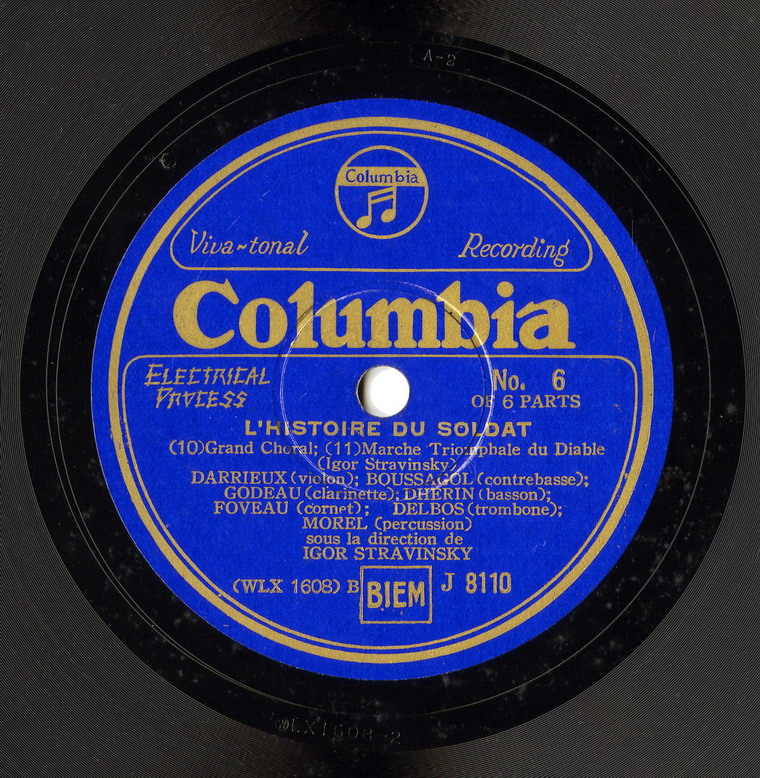 A-2
Columbia
Viva~tonal Recording
Columbia
ELECTRICAL PROCESS
No. 6
OF 6 PARTS
L'HISTOIRE DU SOLDAT
(10)Grand Choral; (11)Marche Triomphale du Diable
(Igor Stravinsky)
DARRIEUX (violon); BOUSSAGOL (contrebasse);
GODEAU (clarinette); DHERIN (basson);
FOVEAU (cornet); DELBOS (trombone);
MOREL (percussion)
sous la direction de
IGOR STRAVINSKY
(WLX 1608) B BIEM J 8110
WLX1608-2